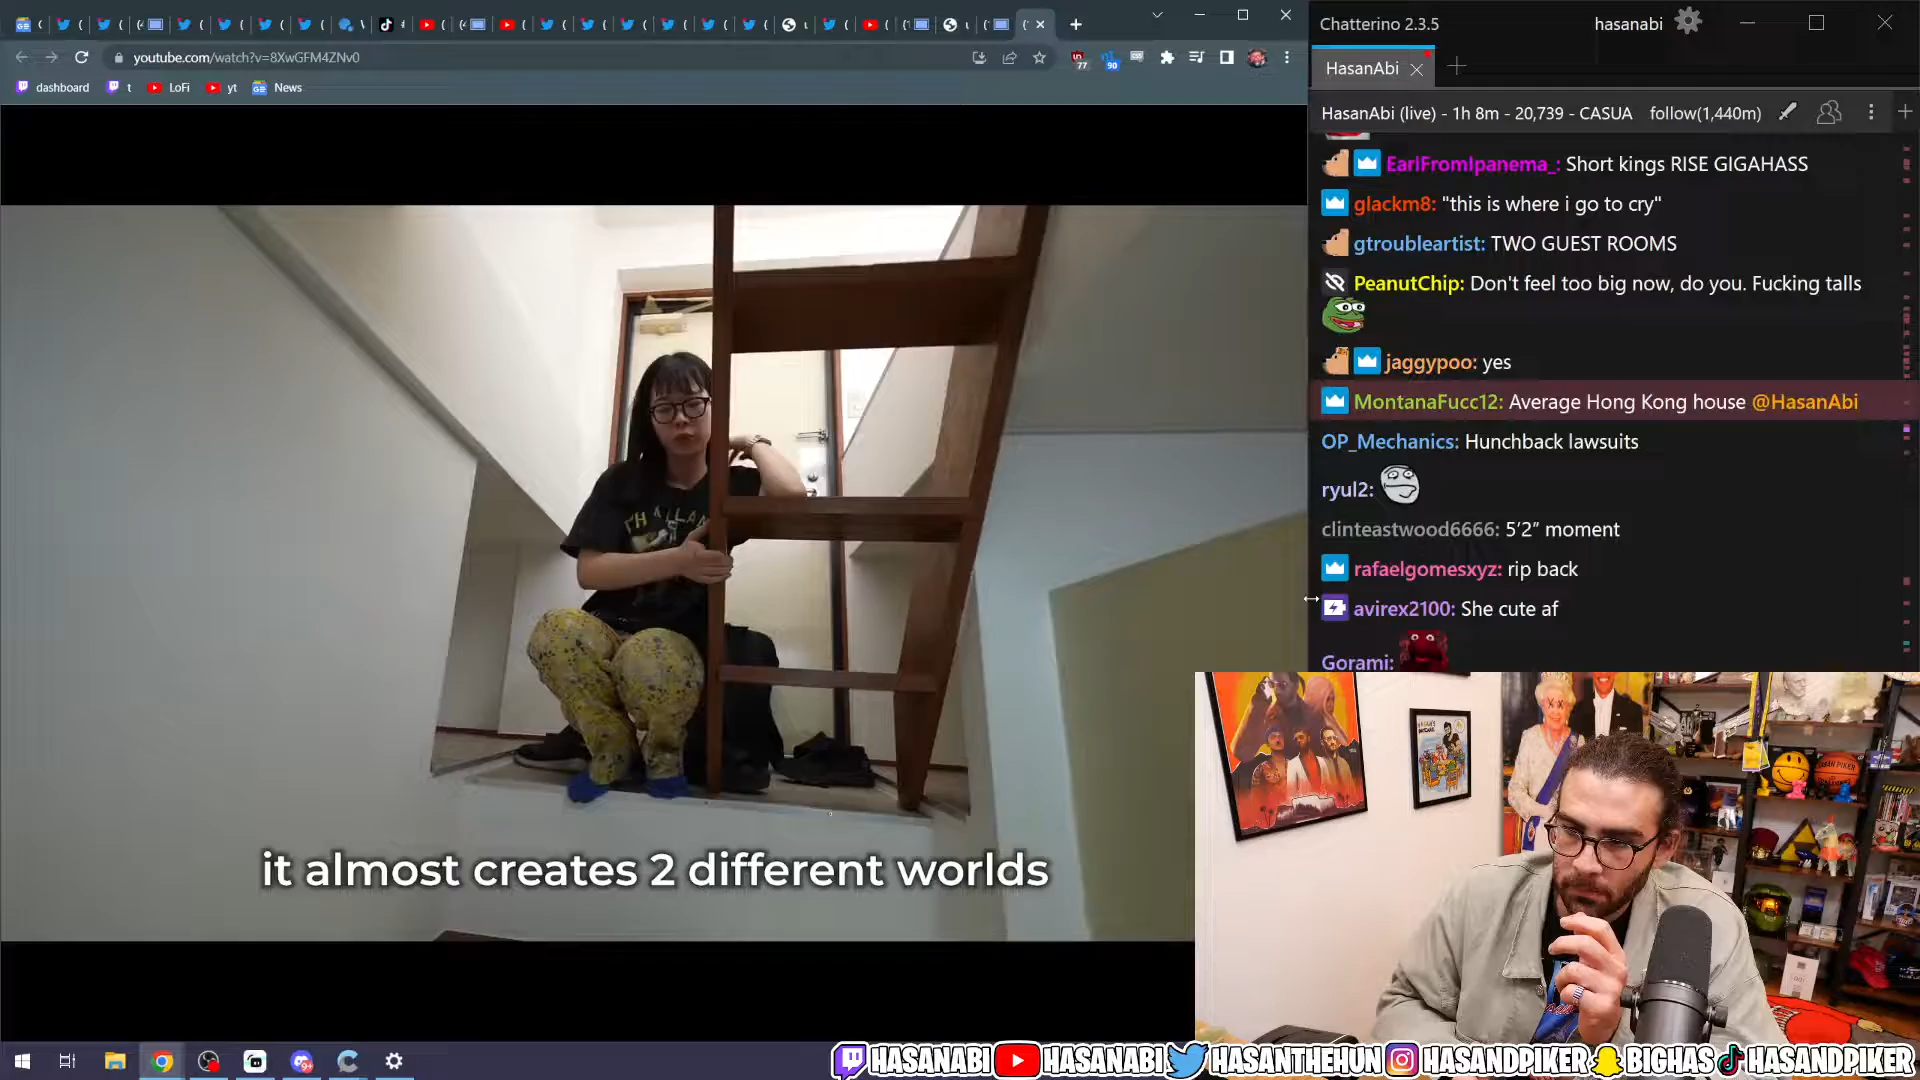 youtube.com/watch?v=8XwGFM4ZNv0
77
90
dashboard
t
LoFi
yt
News
it almost creates 2 different worlds
Chatterino 2.3.5
hasanabi
HasanAbi
HasanAbi (live) - 1h 8m - 20,739 - CASUA
follow(1,440m)
EarlFromIpanema_: Short kings RISE GIGAHASS
glackm8: "this is where i go to cry"
gtroubleartist: TWO GUEST ROOMS
PeanutChip: Don't feel too big now, do you. Fucking talls
jaggypoo: yes
MontanaFucc12: Average Hong Kong house @HasanAbi
OP_Mechanics: Hunchback lawsuits
ryul2:
clinteastwood6666: 5’2” moment
rafaelgomesxyz: rip back
avirex2100: She cute af
Gorami:
HASANABI HASANABI HASANTHEHUN HASANDPIKER BIGHAS HASANDPIKER